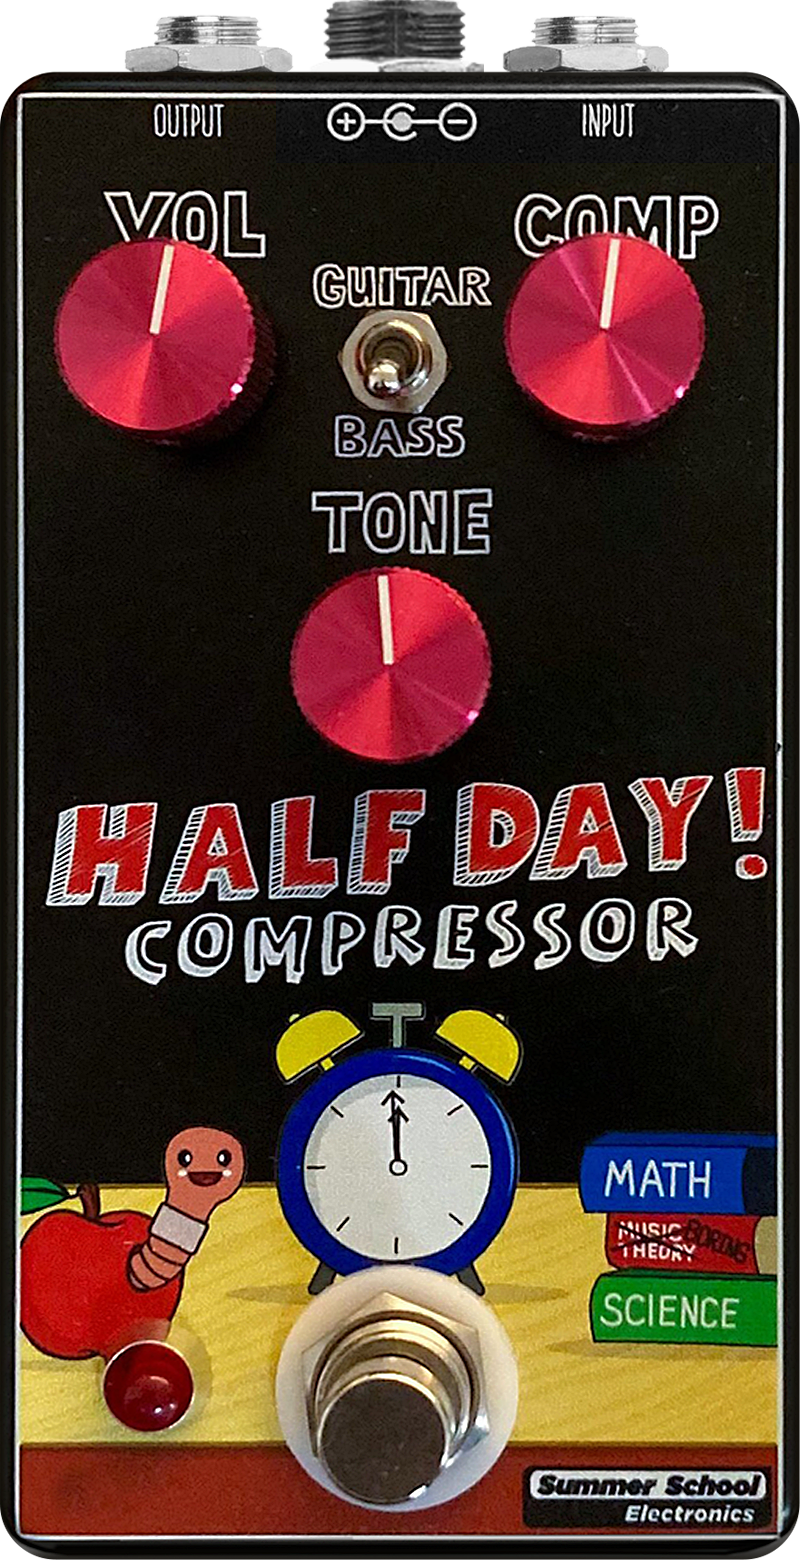 OUTPUT
INPUT
VOL
COMP
GUITAR
BASS
TONE
HALF DAY!
COMPRESSOR
MATH
MUSIC BORING
THEORY
SCIENCE
Summer School
Electronics